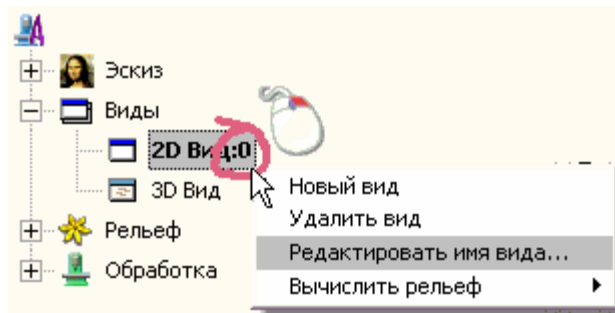 Эскиз
Виды
2D Вид:0
3D Вид
Рельеф
Обработка
Новый вид
Удалить вид
Редактировать имя вида...
Вычислить рельеф